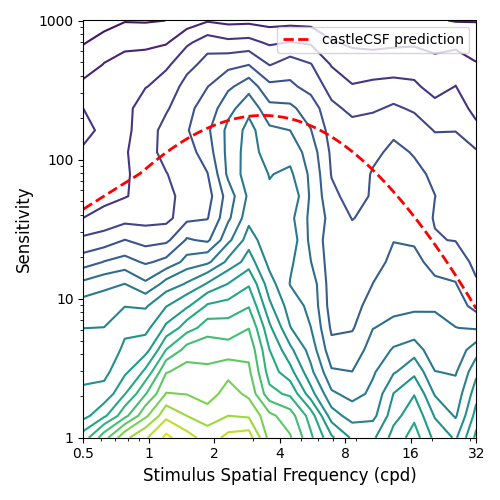 castleCSF prediction
1000
100
10
1
Sensitivity
0.5 1 2 4 8 16 32
Stimulus Spatial Frequency (cpd)